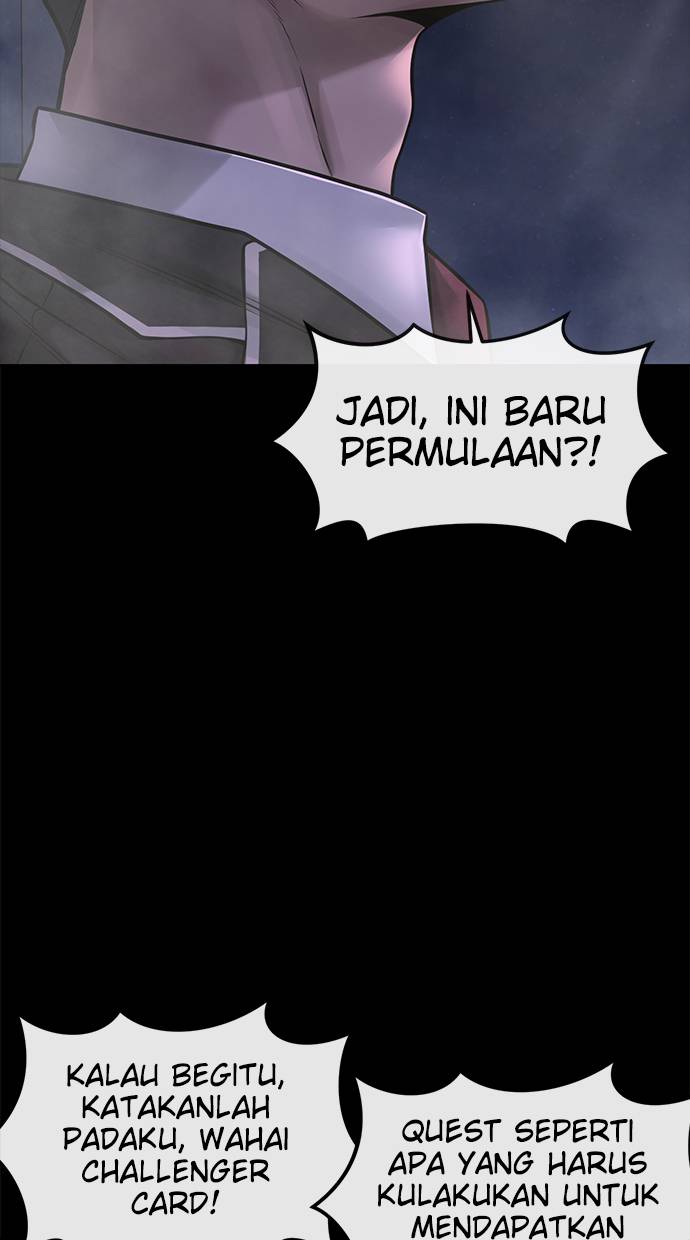 JADI, INI BARU
PERMULAAN?!
KALAU BEGITU,
KATAKANLAH
PADAKU, WAHAI
CHALLENGER
CARD!
QUEST SEPERTI
APA YANG HARUS
KULAKUKAN UNTUK
MENDAPATKAN